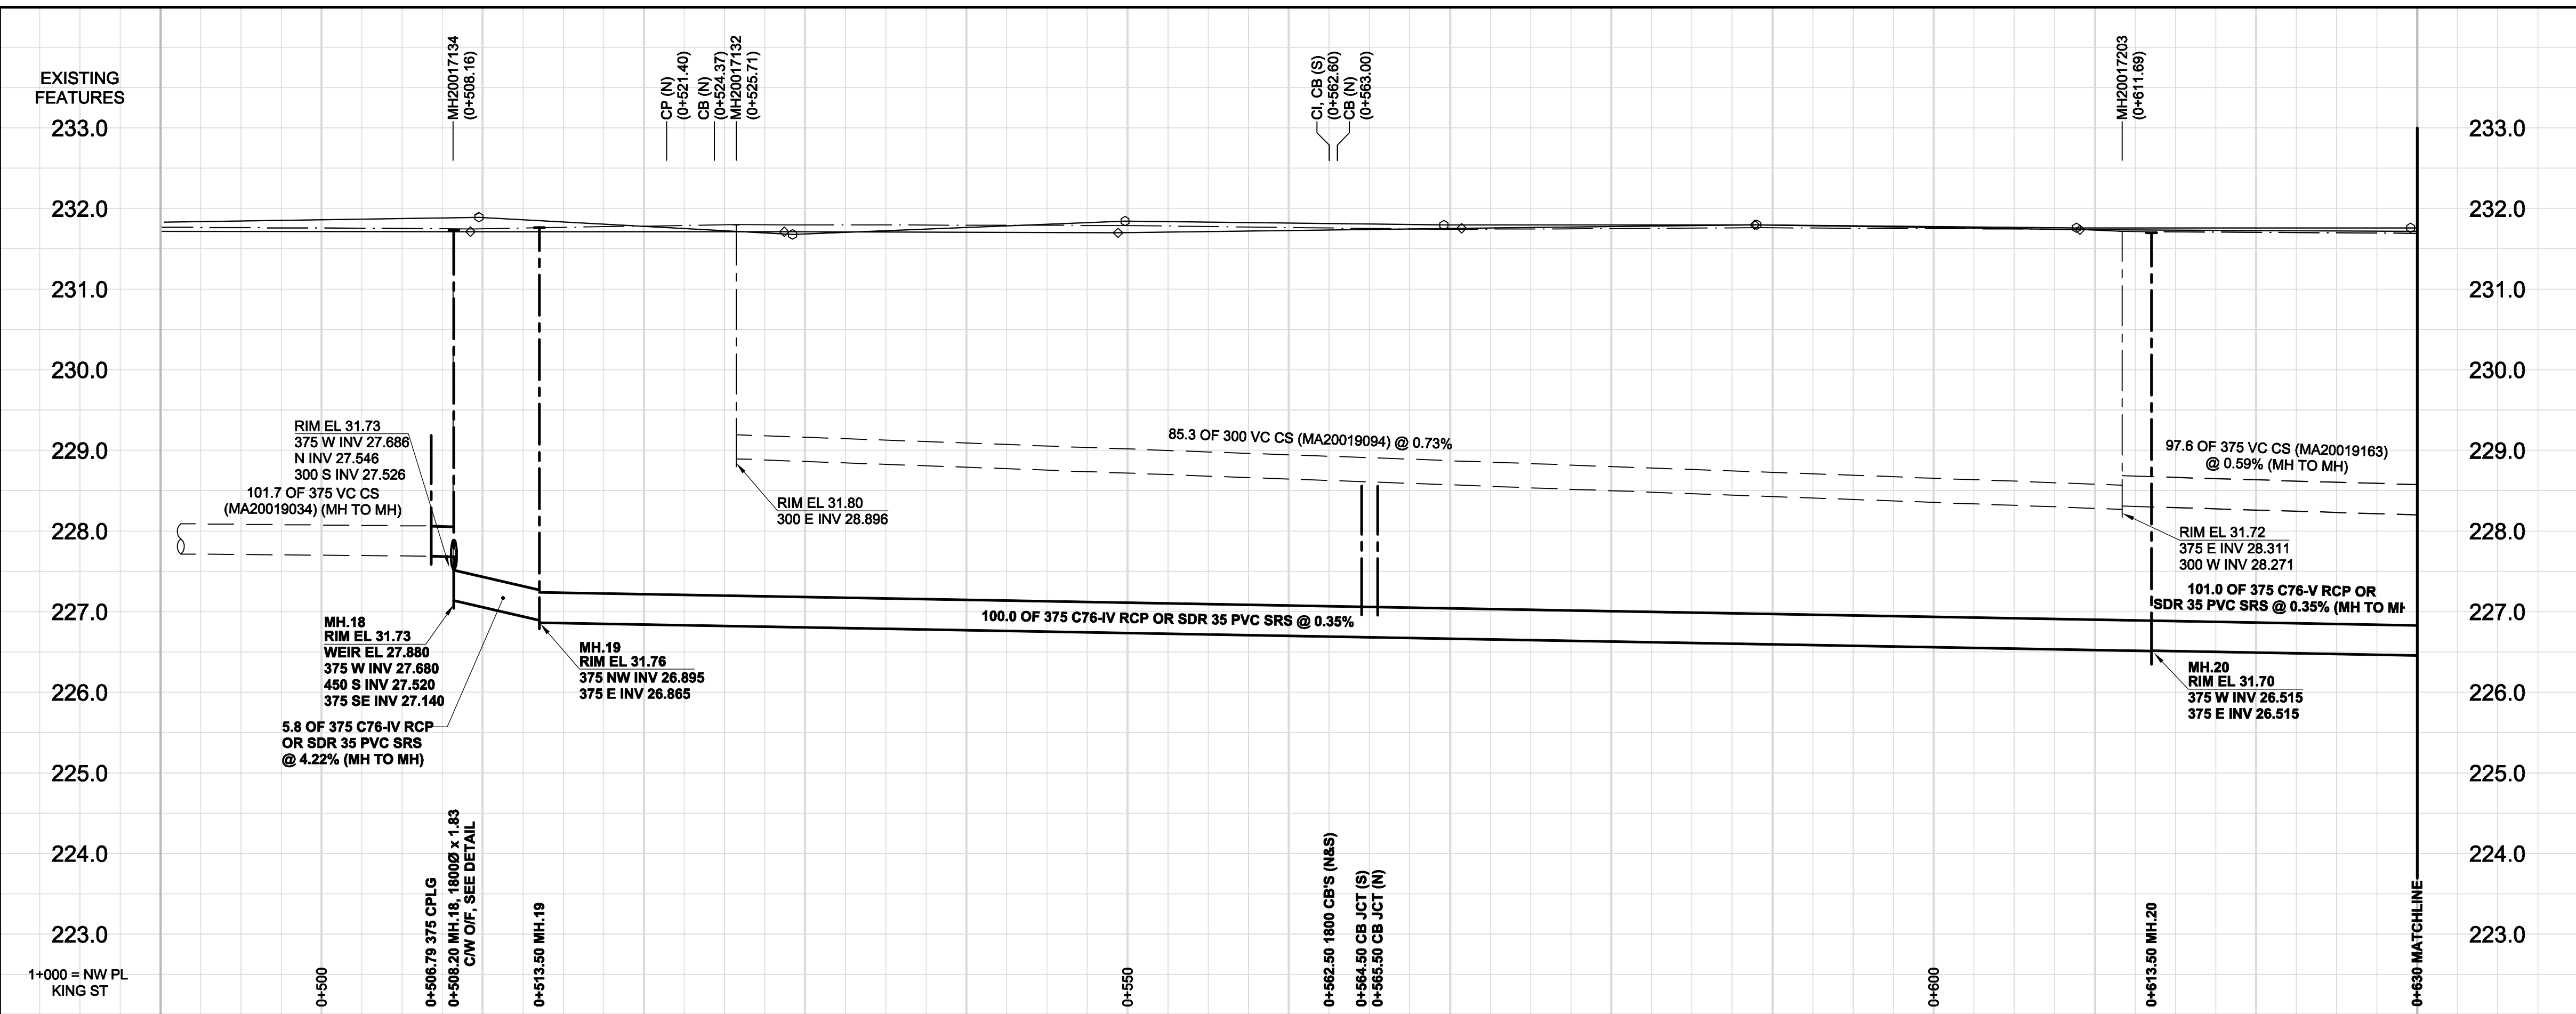 EXISTING
FEATURES
MH20017134
(0+508.16)
CP (N)
(0+521.40)
CB (N)
(0+524.37)
MH20017132
(0+525.71)
CI, CB (S)
(0+562.60)
CB (N)
(0+563.00)
MH20017203
(0+611.69)
233.0
233.0
232.0
232.0
231.0
231.0
230.0
230.0
229.0
229.0
228.0
228.0
227.0
227.0
226.0
226.0
225.0
225.0
224.0
224.0
223.0
223.0
RIM EL 31.73
375 W INV 27.686
N INV 27.546
300 S INV 27.526
101.7 OF 375 VC CS
(MA20019034) (MH TO MH)
RIM EL 31.80
300 E INV 28.896
85.3 OF 300 VC CS (MA20019094) @ 0.73%
97.6 OF 375 VC CS (MA20019163)
@ 0.59% (MH TO MH)
RIM EL 31.72
375 E INV 28.311
300 W INV 28.271
101.0 OF 375 C76-V RCP OR
SDR 35 PVC SRS @ 0.35% (MH TO MH
100.0 OF 375 C76-IV RCP OR SDR 35 PVC SRS @ 0.35%
MH.18
RIM EL 31.73
WEIR EL 27.880
375 W INV 27.680
450 S INV 27.520
375 SE INV 27.140
5.8 OF 375 C76-IV RCP
OR SDR 35 PVC SRS
@ 4.22% (MH TO MH)
MH.19
RIM EL 31.76
375 NW INV 26.895
375 E INV 26.865
MH.20
RIM EL 31.70
375 W INV 26.515
375 E INV 26.515
1+000 = NW PL
KING ST
0+500
0+506.79 375 CPLG
0+508.20 MH.18, 1800Ø x 1.83
C/W O/F, SEE DETAIL
0+513.50 MH.19
0+550
0+562.50 1800 CB'S (N&S)
0+564.50 CB JCT (S)
0+565.50 CB JCT (N)
0+600
0+613.50 MH.20
0+630 MATCHLINE